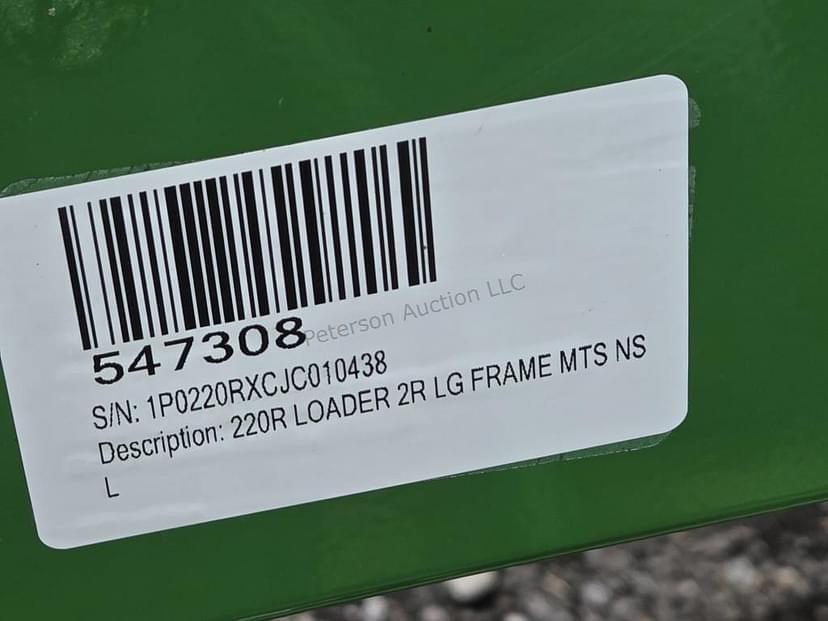 547308
Peterson Auction LLC
S/N: 1P0220RXCJC010438
Description: 220R LOADER 2R LG FRAME MTS NS
L